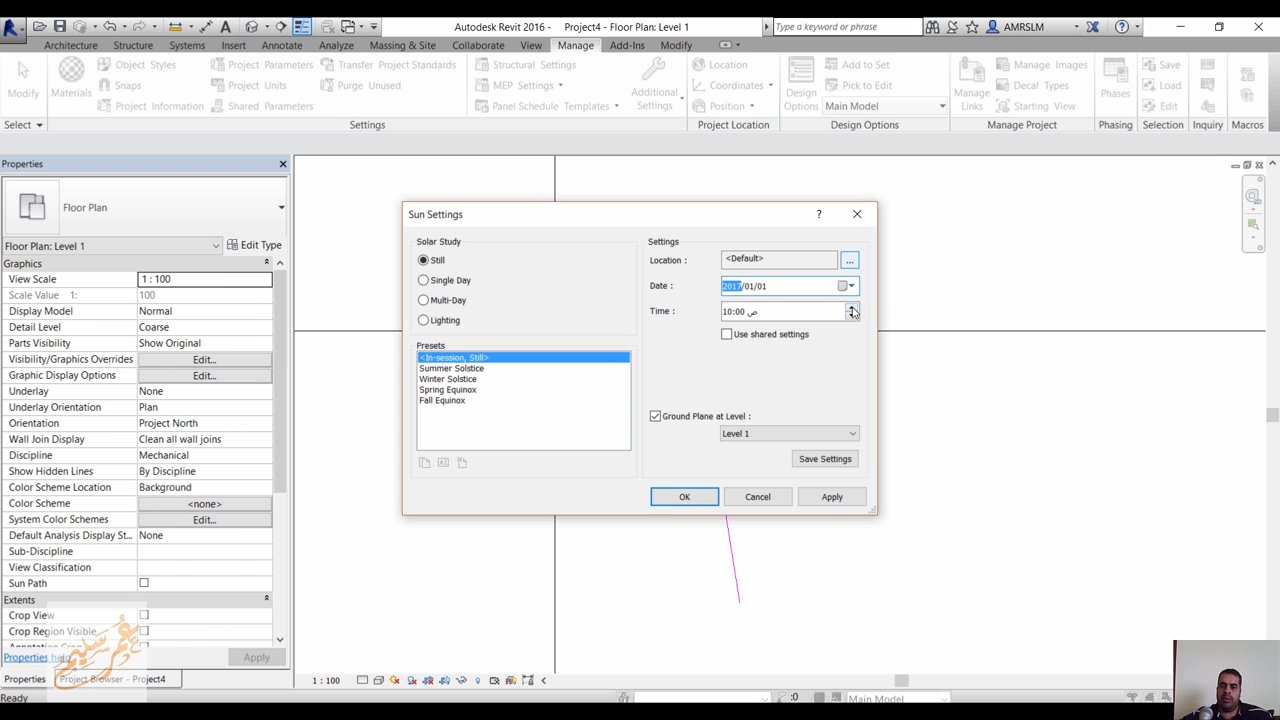 Autodesk Revit 2016 - Project4 - Floor Plan: Level 1
Type a keyword or phrase
AMRSLM
Architecture Structure Systems Insert Annotate Analyze Massing & Site Collaborate View Manage Add-Ins Modify
Modify
Select
Materials
Object Styles
Snaps
Project Information
Project Parameters
Project Units
Shared Parameters
Transfer Project Standards
Purge Unused
Structural Settings
MEP Settings
Panel Schedule Templates
Additional Settings
Settings
Location
Coordinates
Position
Project Location
Design Options
Add to Set
Pick to Edit
Main Model
Design Options
Manage Links
Manage Images
Decal Types
Starting View
Manage Project
Phases
Phasing
Save
Load
Edit
Selection
Inquiry
Macros
Properties
Floor Plan
Floor Plan: Level 1
Edit Type
Graphics
View Scale 1 : 100
Scale Value 1: 100
Display Model Normal
Detail Level Coarse
Parts Visibility Show Original
Visibility/Graphics Overrides Edit...
Graphic Display Options Edit...
Underlay None
Underlay Orientation Plan
Orientation Project North
Wall Join Display Clean all wall joins
Discipline Mechanical
Show Hidden Lines By Discipline
Color Scheme Location Background
Color Scheme <none>
System Color Schemes Edit...
Default Analysis Display St... None
Sub-Discipline
View Classification
Sun Path
Extents
Crop View
Crop Region Visible
Properties help
Apply
Properties
Project Browser - Project4
Ready
عمر سليم
Sun Settings
?
Solar Study
Still
Single Day
Multi-Day
Lighting
Presets
<In-session, Still>
Summer Solstice
Winter Solstice
Spring Equinox
Fall Equinox
Settings
Location : <Default> ...
Date : 2017/01/01
Time : 10:00 ص
Use shared settings
Ground Plane at Level :
Level 1
Save Settings
OK
Cancel
Apply
1 : 100
:0
Main Model